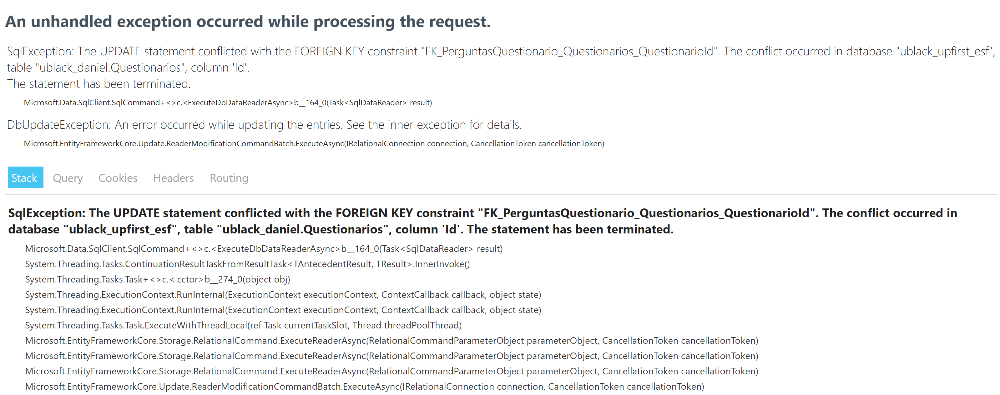 An unhandled exception occurred while processing the request.
SqlException: The UPDATE statement conflicted with the FOREIGN KEY constraint "FK_PerguntasQuestionario_Questionarios_QuestionarioId". The conflict occurred in database "ublack_upfirst_esf",
table "ublack_daniel.Questionarios", column 'Id'.
The statement has been terminated.
Microsoft.Data.SqlClient.SqlCommand+<>c.<ExecuteDbDataReaderAsync>b__164_0(Task<SqlDataReader> result)
DbUpdateException: An error occurred while updating the entries. See the inner exception for details.
Microsoft.EntityFrameworkCore.Update.ReaderModificationCommandBatch.ExecuteAsync(IRelationalConnection connection, CancellationToken cancellationToken)
Stack Query Cookies Headers Routing
SqlException: The UPDATE statement conflicted with the FOREIGN KEY constraint "FK_PerguntasQuestionario_Questionarios_QuestionarioId". The conflict occurred in
database "ublack_upfirst_esf", table "ublack_daniel.Questionarios", column 'Id'. The statement has been terminated.
Microsoft.Data.SqlClient.SqlCommand+<>c.<ExecuteDbDataReaderAsync>b__164_0(Task<SqlDataReader> result)
System.Threading.Tasks.ContinuationResultTaskFromResultTask<TAntecedentResult, TResult>.InnerInvoke()
System.Threading.Tasks.Task+<>c.<.cctor>b__274_0(object obj)
System.Threading.ExecutionContext.RunInternal(ExecutionContext executionContext, ContextCallback callback, object state)
System.Threading.ExecutionContext.RunInternal(ExecutionContext executionContext, ContextCallback callback, object state)
System.Threading.Tasks.Task.ExecuteWithThreadLocal(ref Task currentTaskSlot, Thread threadPoolThread)
Microsoft.EntityFrameworkCore.Storage.RelationalCommand.ExecuteReaderAsync(RelationalCommandParameterObject parameterObject, CancellationToken cancellationToken)
Microsoft.EntityFrameworkCore.Storage.RelationalCommand.ExecuteReaderAsync(RelationalCommandParameterObject parameterObject, CancellationToken cancellationToken)
Microsoft.EntityFrameworkCore.Storage.RelationalCommand.ExecuteReaderAsync(RelationalCommandParameterObject parameterObject, CancellationToken cancellationToken)
Microsoft.EntityFrameworkCore.Update.ReaderModificationCommandBatch.ExecuteAsync(IRelationalConnection connection, CancellationToken cancellationToken)